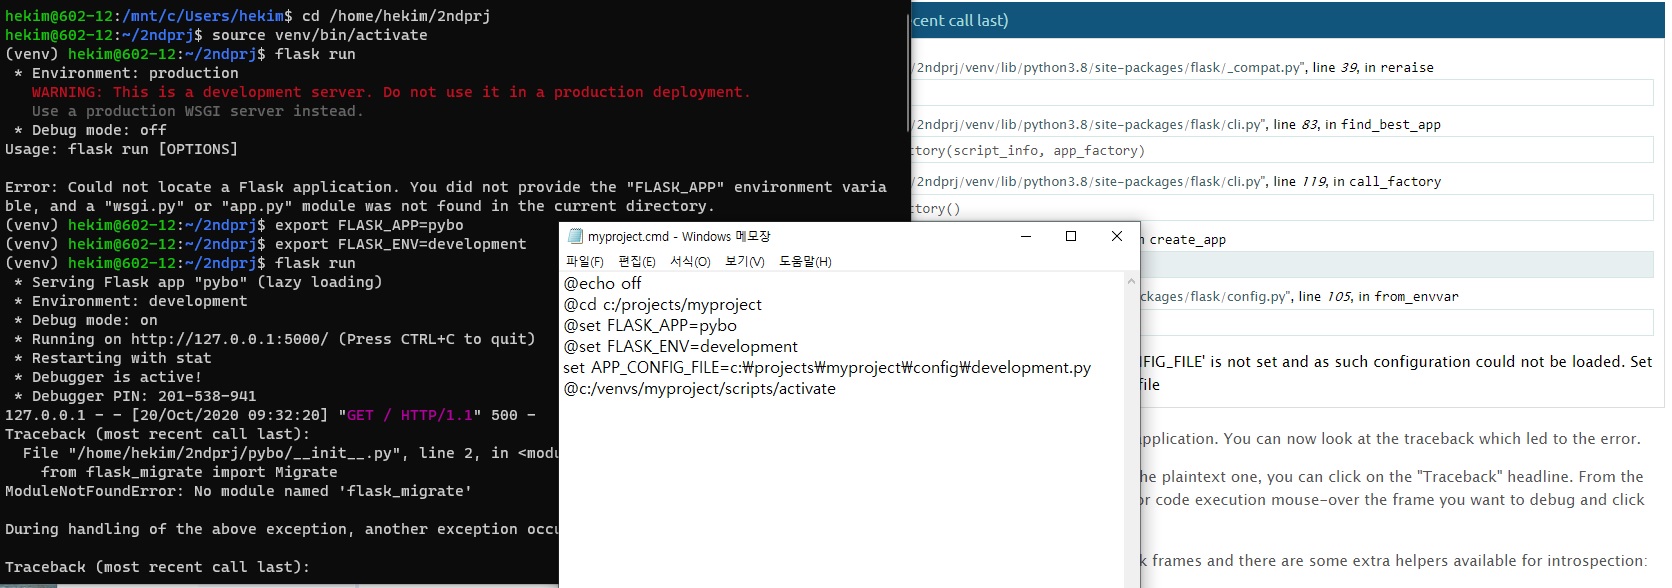 hekim@602-12:/mnt/c/Users/hekim$ cd /home/hekim/2ndprj
hekim@602-12:~/2ndprj$ source venv/bin/activate
(venv) hekim@602-12:~/2ndprj$ flask run
 * Environment: production
   WARNING: This is a development server. Do not use it in a production deployment.
   Use a production WSGI server instead.
 * Debug mode: off
Usage: flask run [OPTIONS]
Error: Could not locate a Flask application. You did not provide the "FLASK_APP" environment varia
ble, and a "wsgi.py" or "app.py" module was not found in the current directory.
(venv) hekim@602-12:~/2ndprj$ export FLASK_APP=pybo
(venv) hekim@602-12:~/2ndprj$ export FLASK_ENV=development
(venv) hekim@602-12:~/2ndprj$ flask run
 * Serving Flask app "pybo" (lazy loading)
 * Environment: development
 * Debug mode: on
 * Running on http://127.0.0.1:5000/ (Press CTRL+C to quit)
 * Restarting with stat
 * Debugger is active!
 * Debugger PIN: 201-538-941
127.0.0.1 - - [20/Oct/2020 09:32:20] "GET / HTTP/1.1" 500 -
Traceback (most recent call last):
  File "/home/hekim/2ndprj/pybo/__init__.py", line 2, in <modu
    from flask_migrate import Migrate
ModuleNotFoundError: No module named 'flask_migrate'
During handling of the above exception, another exception occu
Traceback (most recent call last):
myproject.cmd - Windows 메모장
파일(F) 편집(E) 서식(O) 보기(V) 도움말(H)
@echo off
@cd c:/projects/myproject
@set FLASK_APP=pybo
@set FLASK_ENV=development
set APP_CONFIG_FIlE=c:₩projects₩myproject₩config₩development.py
@c:/venvs/myproject/scripts/activate
cent call last)
/2ndprj/venv/lib/python3.8/site-packages/flask/_compat.py", line 39, in reraise
/2ndprj/venv/lib/python3.8/site-packages/flask/cli.py", line 83, in find_best_app
tory(script_info, app_factory)
/2ndprj/venv/lib/python3.8/site-packages/flask/cli.py", line 119, in call_factory
tory()
create_app
ckages/flask/config.py", line 105, in from_envvar
FIG_FILE' is not set and as such configuration could not be loaded. Set
file
pplication. You can now look at the traceback which led to the error.
he plaintext one, you can click on the "Traceback" headline. From the
or code execution mouse-over the frame you want to debug and click
k frames and there are some extra helpers available for introspection: